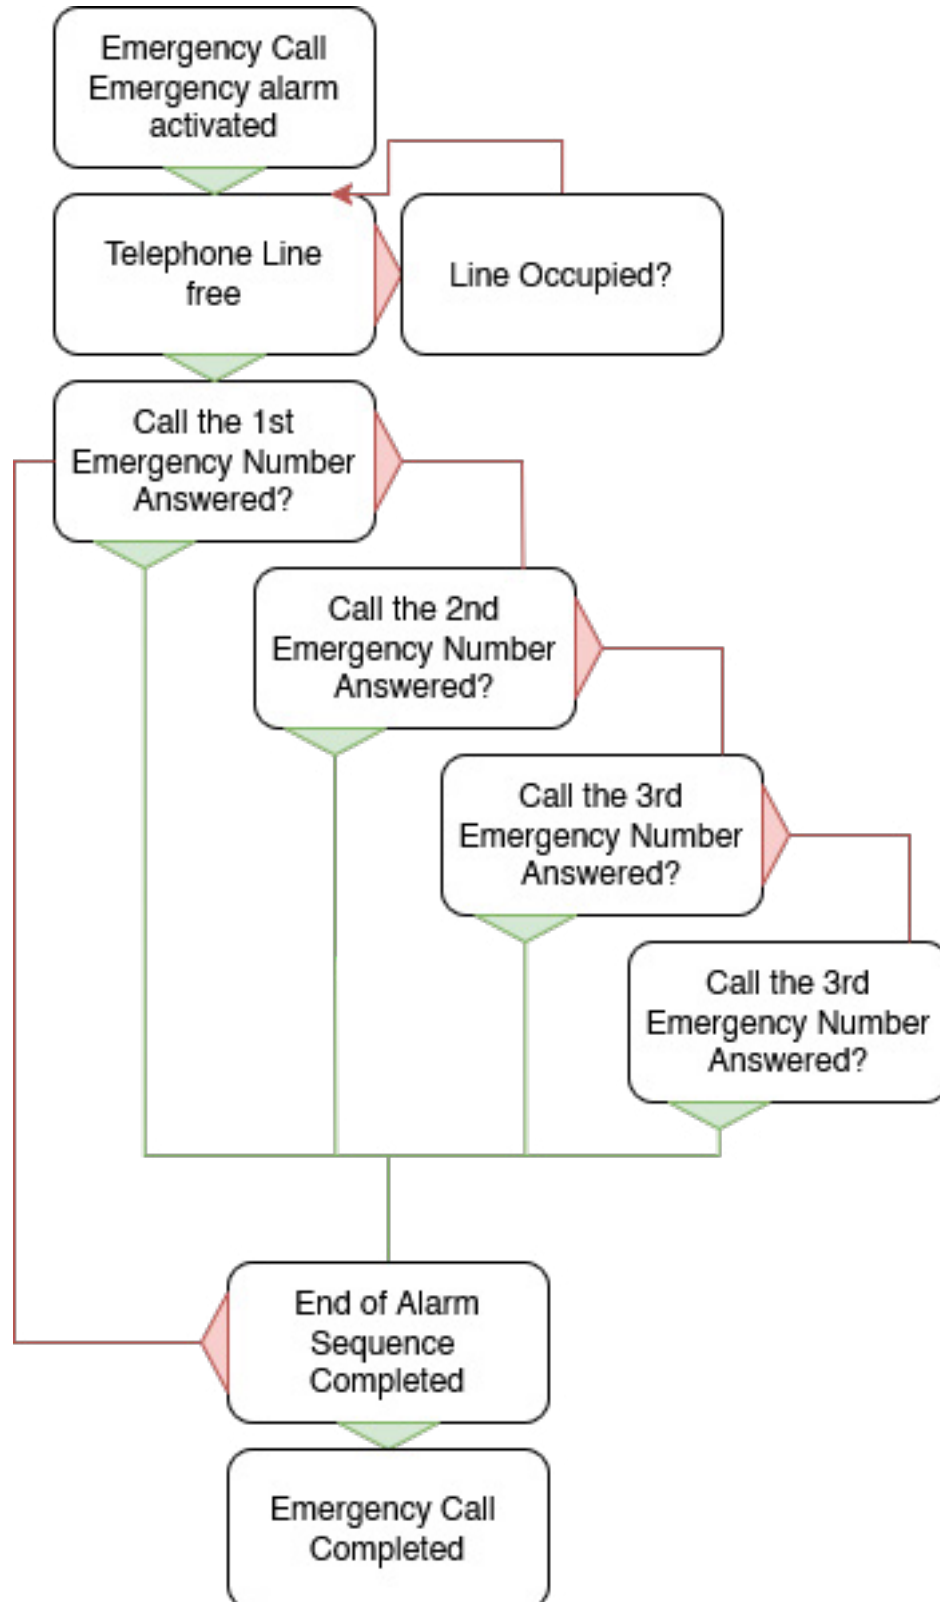 Emergency Call
Emergency alarm
activated
Telephone Line
free
Line Occupied?
Call the 1st
Emergency Number
Answered?
Call the 2nd
Emergency Number
Answered?
Call the 3rd
Emergency Number
Answered?
Call the 3rd
Emergency Number
Answered?
End of Alarm
Sequence
Completed
Emergency Call
Completed